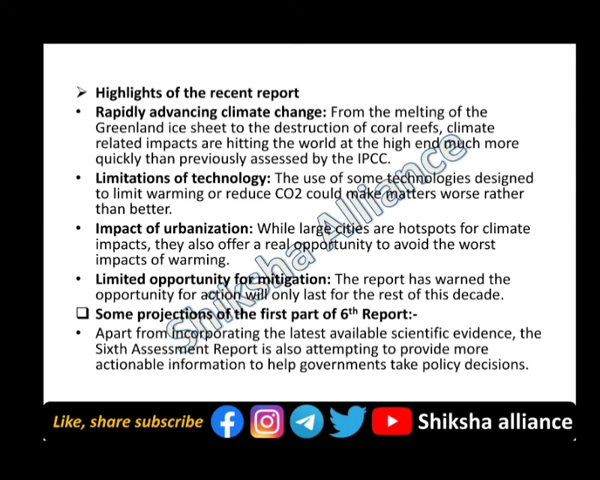 ➢ Highlights of the recent report
• Rapidly advancing climate change: From the melting of the
Greenland ice sheet to the destruction of coral reefs, climate
related impacts are hitting the world at the high end much more
quickly than previously assessed by the IPCC.
• Limitations of technology: The use of some technologies designed
to limit warming or reduce CO2 could make matters worse rather
than better.
• Impact of urbanization: While large cities are hotspots for climate
impacts, they also offer a real opportunity to avoid the worst
impacts of warming.
• Limited opportunity for mitigation: The report has warned the
opportunity for action will only last for the rest of this decade.
❑ Some projections of the first part of 6th Report:-
• Apart from incorporating the latest available scientific evidence, the
Sixth Assessment Report is also attempting to provide more
actionable information to help governments take policy decisions.
Shiksha Alliance
Like, share subscribe Shiksha alliance